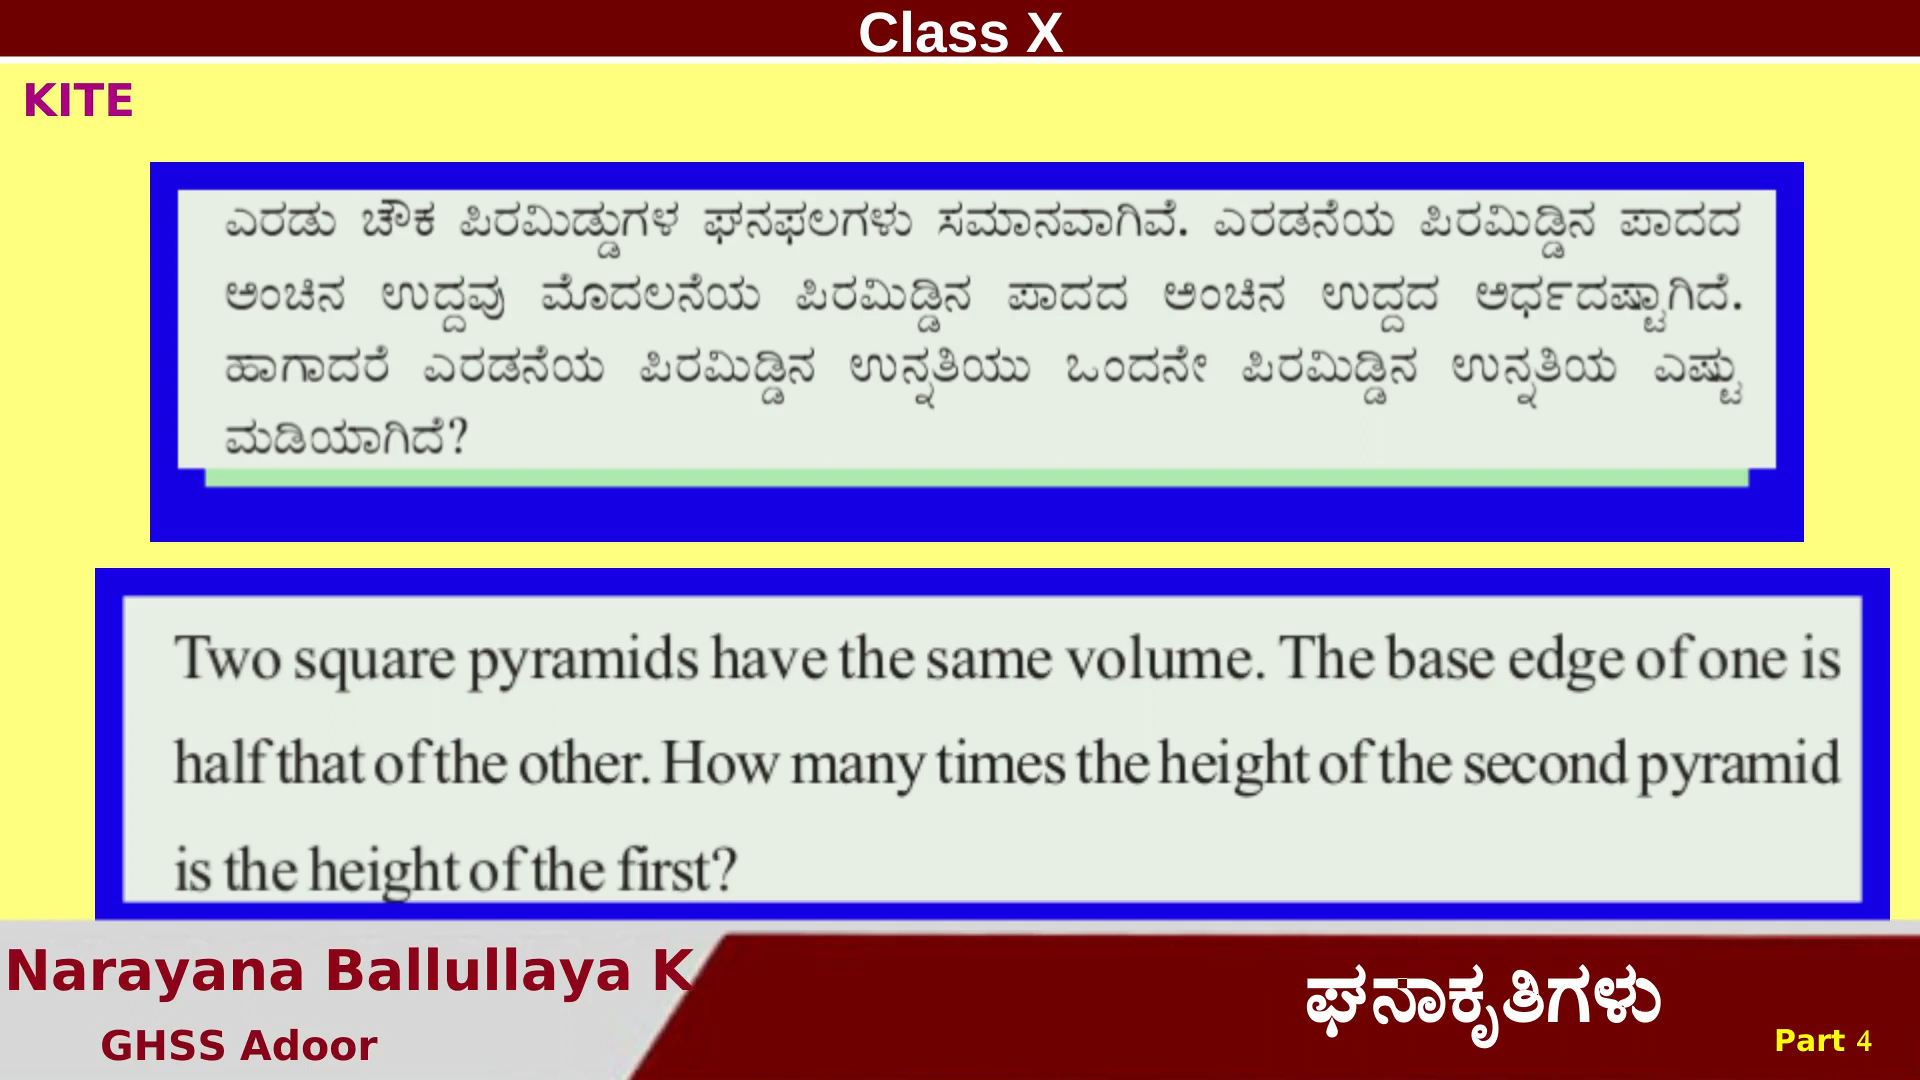 Class X
KITE
ಎರಡು ಚೌಕ ಪಿರಮಿಡ್ಡುಗಳ ಘನಫಲಗಳು ಸಮಾನವಾಗಿವೆ. ಎರಡನೆಯ ಪಿರಮಿಡ್ಡಿನ ಪಾದದ
ಅಂಚಿನ ಉದ್ದವು ಮೊದಲನೆಯ ಪಿರಮಿಡ್ಡಿನ ಪಾದದ ಅಂಚಿನ ಉದ್ದದ ಅರ್ಧದಷ್ಟಾಗಿದೆ.
ಹಾಗಾದರೆ ಎರಡನೆಯ ಪಿರಮಿಡ್ಡಿನ ಉನ್ನತಿಯು ಒಂದನೇ ಪಿರಮಿಡ್ಡಿನ ಉನ್ನತಿಯ ಎಷ್ಟು
ಮಡಿಯಾಗಿದೆ?
Two square pyramids have the same volume. The base edge of one is
half that of the other. How many times the height of the second pyramid
is the height of the first?
Narayana Ballullaya K
GHSS Adoor
ಘನಾಕೃತಿಗಳು
Part 4